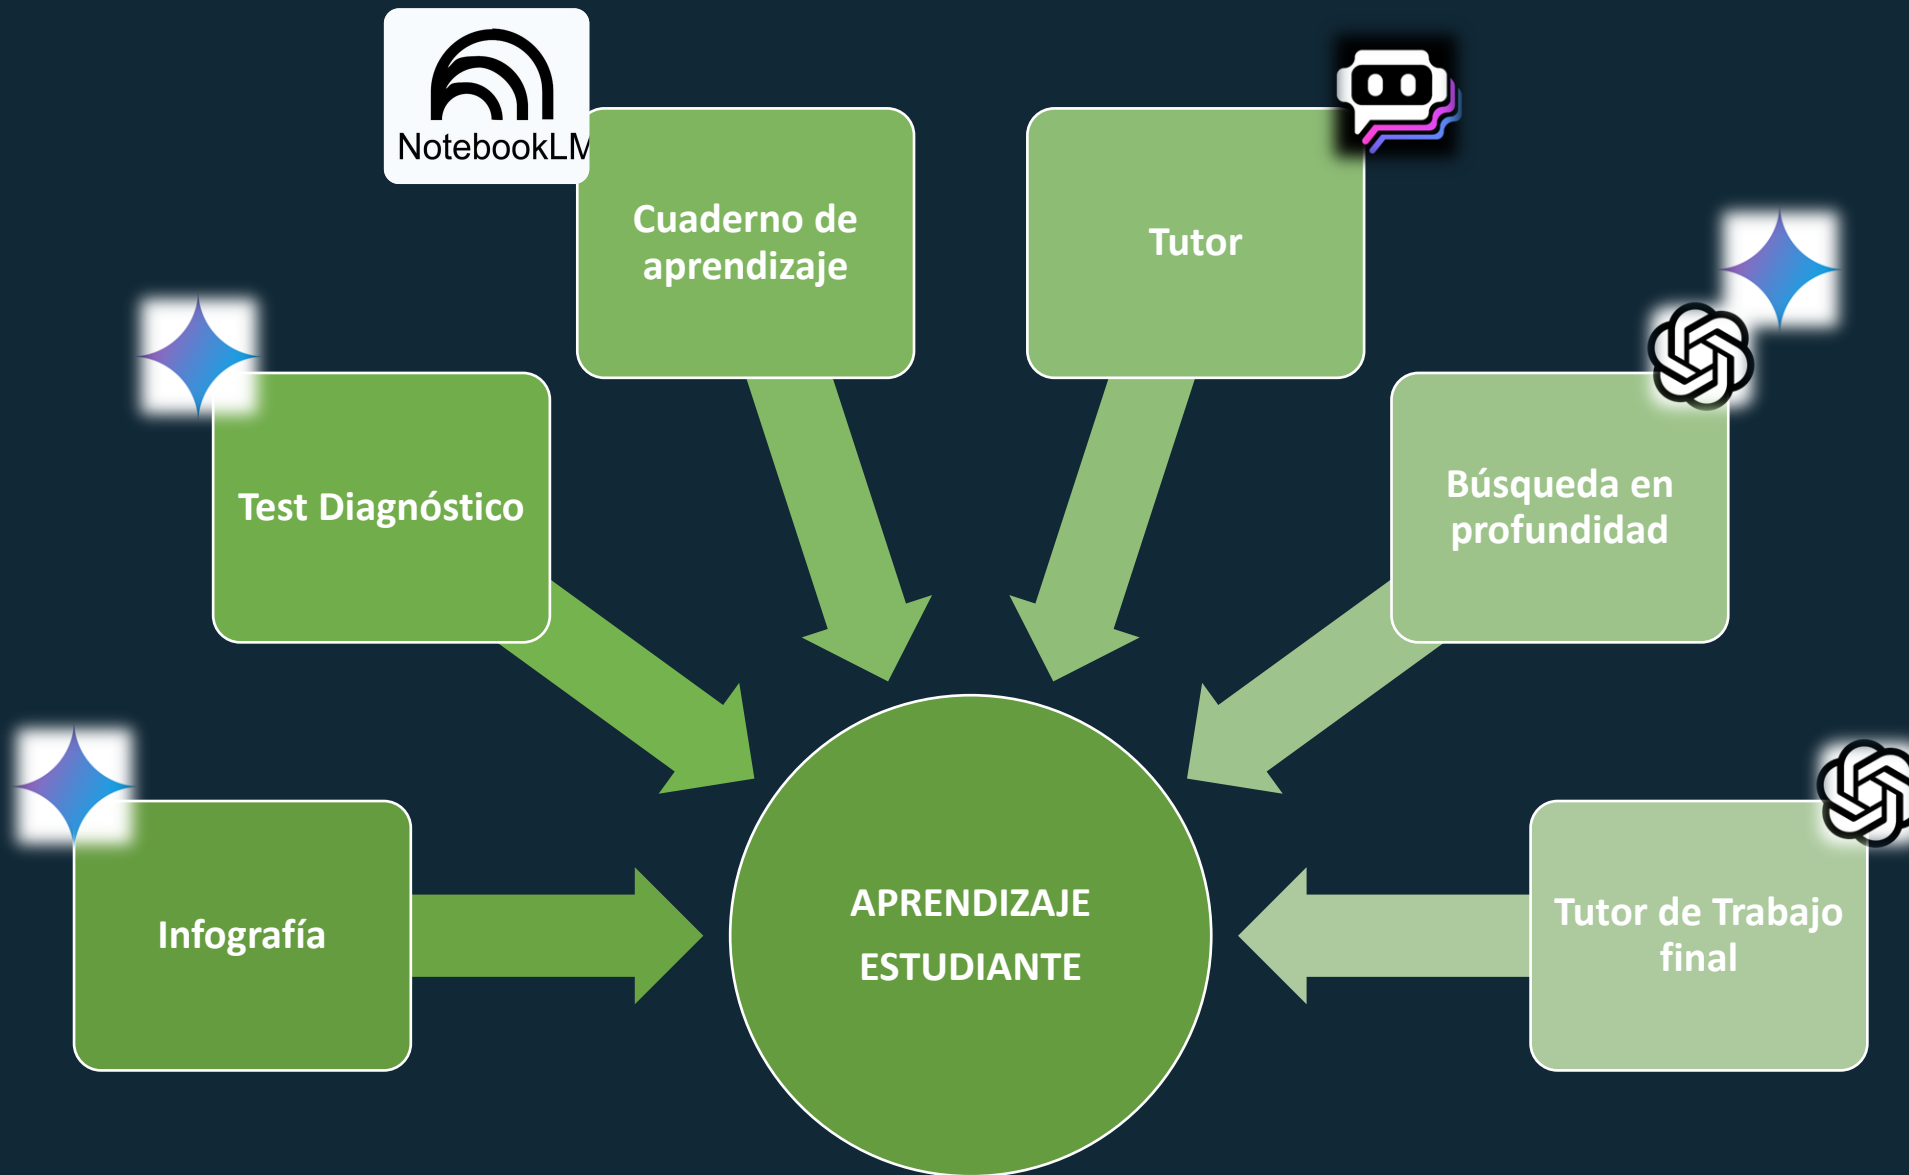 NotebookLM
Cuaderno de
aprendizaje
Tutor
Test Diagnóstico
Búsqueda en
profundidad
Infografía
APRENDIZAJE
ESTUDIANTE
Tutor de Trabajo
final